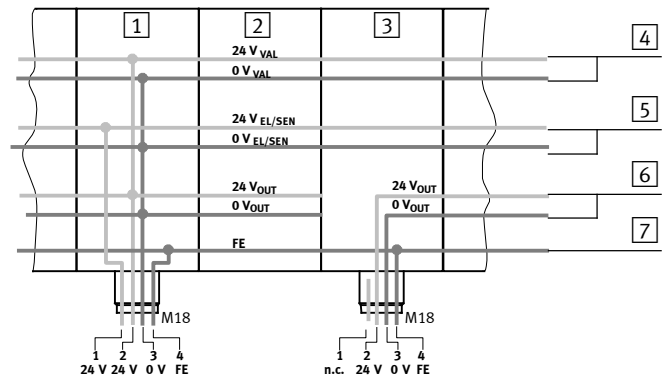 1 2 3
4
24 V VAL
0 V VAL
5
24 V EL/SEN
0 V EL/SEN
6
24 V OUT 24 V OUT
0 V OUT 0 V OUT
7
FE
M18 M18
1 2 3 4 1 2 3 4
24 V 24 V 0 V FE n.c. 24 V 0 V FE